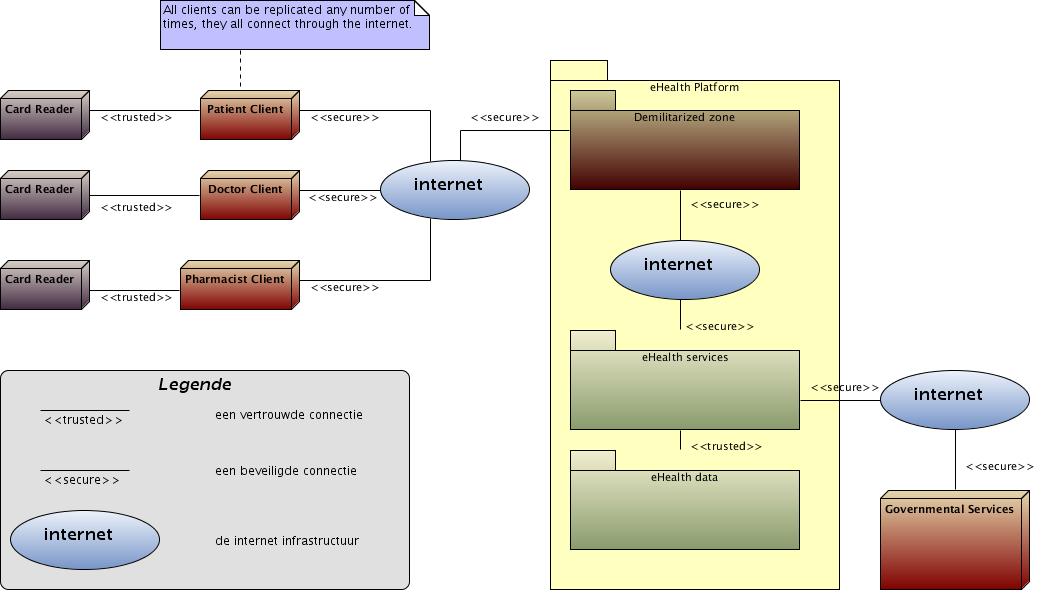 All clients can be replicated any number of
times, they all connect through the internet.
eHealth Platform
Card Reader
<<trusted>>
Patient Client
<<secure>>
<<secure>>
Demilitarized zone
Card Reader
<<trusted>>
Doctor Client
<<secure>>
internet
<<secure>>
internet
Card Reader
<<trusted>>
Pharmacist Client
<<secure>>
<<secure>>
eHealth services
<<secure>>
internet
<<trusted>>
eHealth data
<<secure>>
Governmental Services
Legende
<<trusted>>
een vertrouwde connectie
<<secure>>
een beveiligde connectie
internet
de internet infrastructuur